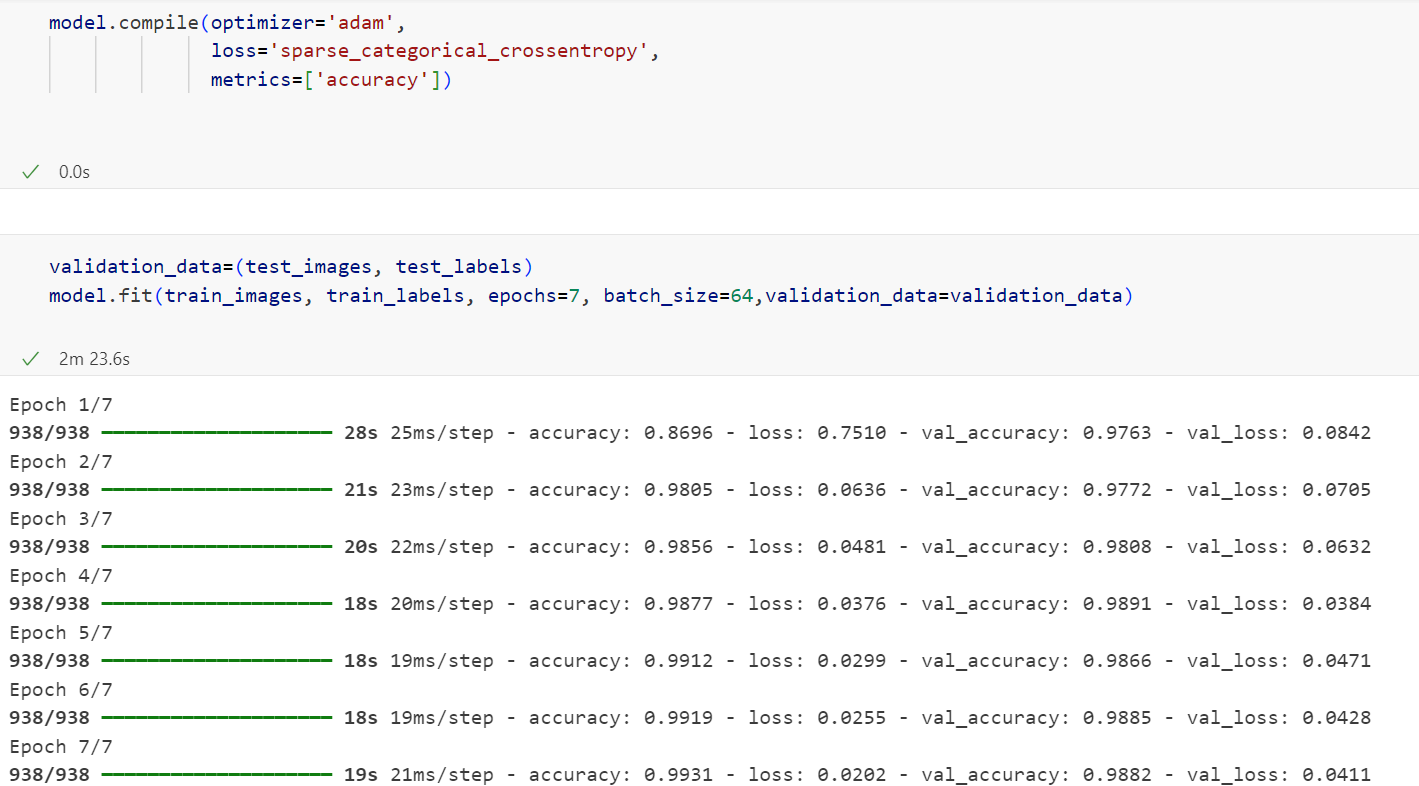 model.compile(optimizer='adam',
loss='sparse_categorical_crossentropy',
metrics=['accuracy'])
0.0s
validation_data=(test_images, test_labels)
model.fit(train_images, train_labels, epochs=7, batch_size=64,validation_data=validation_data)
2m 23.6s
Epoch 1/7
938/938 28s 25ms/step - accuracy: 0.8696 - loss: 0.7510 - val_accuracy: 0.9763 - val_loss: 0.0842
Epoch 2/7
938/938 21s 23ms/step - accuracy: 0.9805 - loss: 0.0636 - val_accuracy: 0.9772 - val_loss: 0.0705
Epoch 3/7
938/938 20s 22ms/step - accuracy: 0.9856 - loss: 0.0481 - val_accuracy: 0.9808 - val_loss: 0.0632
Epoch 4/7
938/938 18s 20ms/step - accuracy: 0.9877 - loss: 0.0376 - val_accuracy: 0.9891 - val_loss: 0.0384
Epoch 5/7
938/938 18s 19ms/step - accuracy: 0.9912 - loss: 0.0299 - val_accuracy: 0.9866 - val_loss: 0.0471
Epoch 6/7
938/938 18s 19ms/step - accuracy: 0.9919 - loss: 0.0255 - val_accuracy: 0.9885 - val_loss: 0.0428
Epoch 7/7
938/938 19s 21ms/step - accuracy: 0.9931 - loss: 0.0202 - val_accuracy: 0.9882 - val_loss: 0.0411